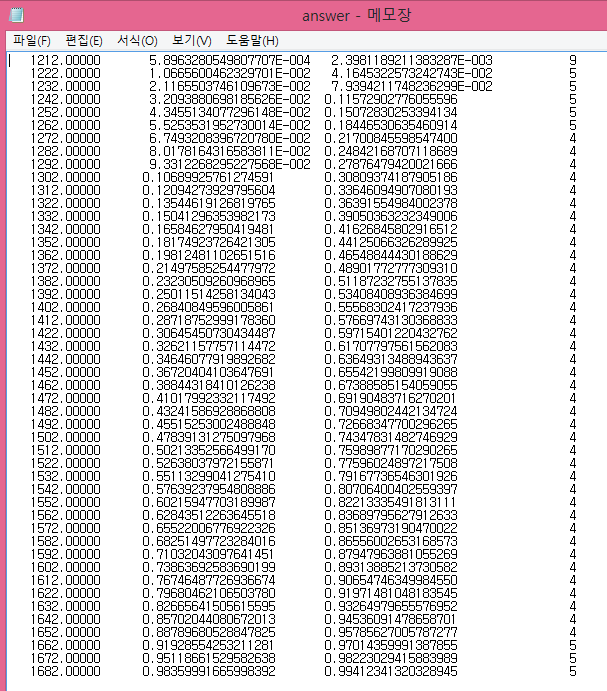 answer - 메모장
파일(F) 편집(E) 서식(O) 보기(V) 도움말(H)
1212.00000 5.8963280549807707E-004 2.3981189211383287E-003 9
1222.00000 1.0665600462329701E-002 4.1645322573242743E-002 5
1232.00000 2.1165503746109673E-002 7.9394211748236299E-002 5
1242.00000 3.2093880698185626E-002 0.11572902776055596 5
1252.00000 4.3455134077296148E-002 0.15072830253394134 5
1262.00000 5.5253531952730014E-002 0.18446530635460914 5
1272.00000 6.7493208396720780E-002 0.21700845598547400 4
1282.00000 8.0178164316583811E-002 0.24842168707118689 4
1292.00000 9.3312268295227568E-002 0.27876479420021666 4
1302.00000 0.10689925761274591 0.30809374187905186 4
1312.00000 0.12094273929795604 0.33646094907080193 4
1322.00000 0.13544619126819765 0.36391554984002378 4
1332.00000 0.15041296353982173 0.39050363232349006 4
1342.00000 0.16584627950419481 0.41626845802916512 4
1352.00000 0.18174923726421305 0.44125066326289925 4
1362.00000 0.19812481102651516 0.46548844430188629 4
1372.00000 0.21497585254477972 0.48901772777309310 4
1382.00000 0.23230509260968965 0.51187232755137835 4
1392.00000 0.25011514258134043 0.53408408936384699 4
1402.00000 0.26840849596005861 0.55568302417237936 4
1412.00000 0.28718752999178360 0.57669743130368833 4
1422.00000 0.30645450730434487 0.59715401220432762 4
1432.00000 0.32621157757114472 0.61707797561562083 4
1442.00000 0.34646077919892682 0.63649313488943637 4
1452.00000 0.36720404103647691 0.65542199809919088 4
1462.00000 0.38844318410126238 0.67388585154059055 4
1472.00000 0.41017992332117492 0.69190483716270201 4
1482.00000 0.43241586928868808 0.70949802442134724 4
1492.00000 0.45515253002488848 0.72668347700296265 4
1502.00000 0.47839131275097968 0.74347831482746929 4
1512.00000 0.50213352566499170 0.75989877170290265 4
1522.00000 0.52638037972155871 0.77596024897217508 4
1532.00000 0.55113299041275410 0.79167736546301926 4
1542.00000 0.57639237954808886 0.80706400402559397 4
1552.00000 0.60215947703189987 0.82213335491813111 4
1562.00000 0.62843512263645518 0.83689795627912633 4
1572.00000 0.65522006776922326 0.85136973190470022 4
1582.00000 0.68251497723284016 0.86556002653168573 4
1592.00000 0.71032043097641451 0.87947963881055269 4
1602.00000 0.73863692583690199 0.89313885213730582 4
1612.00000 0.76746487726936674 0.90654746349984550 4
1622.00000 0.79680462106503780 0.91971481048183545 4
1632.00000 0.82665641505615595 0.93264979655576952 4
1642.00000 0.85702044080672013 0.94536091478658701 4
1652.00000 0.88789680528847825 0.95785627005787277 4
1662.00000 0.91928554253211281 0.97014359991387855 5
1672.00000 0.95118661529582638 0.98223029415883989 5
1682.00000 0.98359991665998392 0.99412341320328945 5